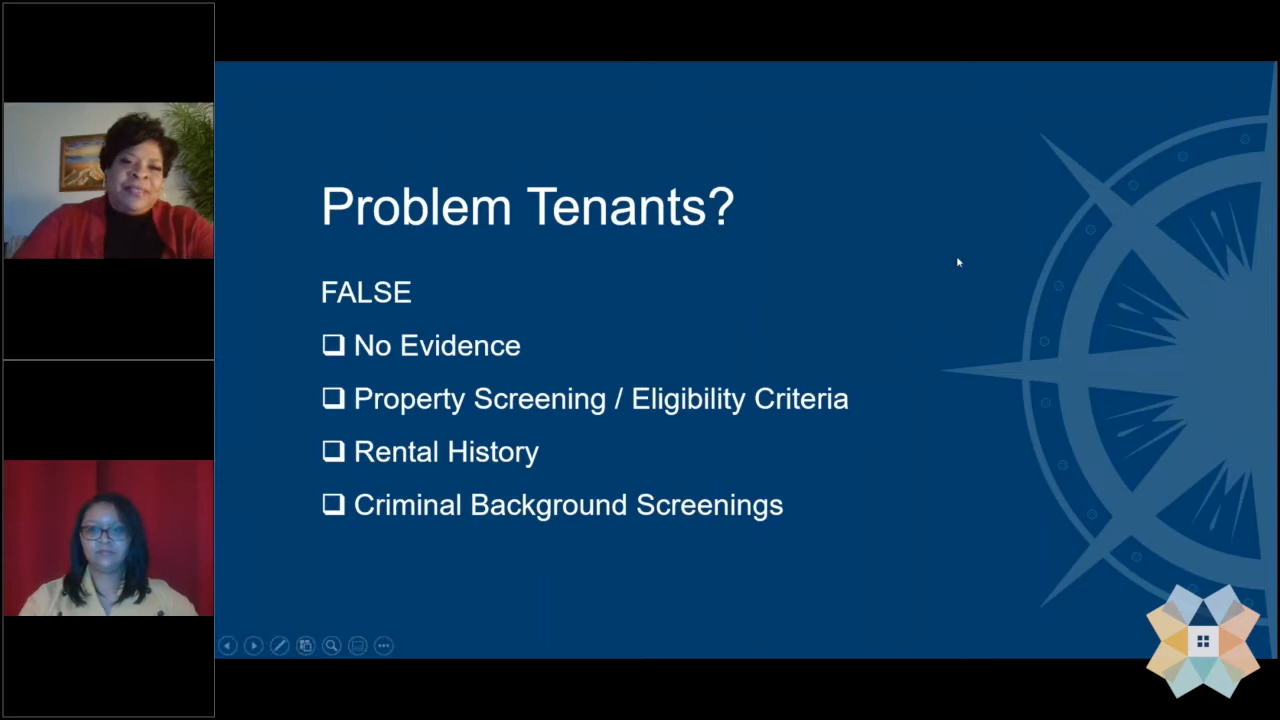 Problem Tenants?
FALSE
No Evidence
Property Screening / Eligibility Criteria
Rental History
Criminal Background Screenings